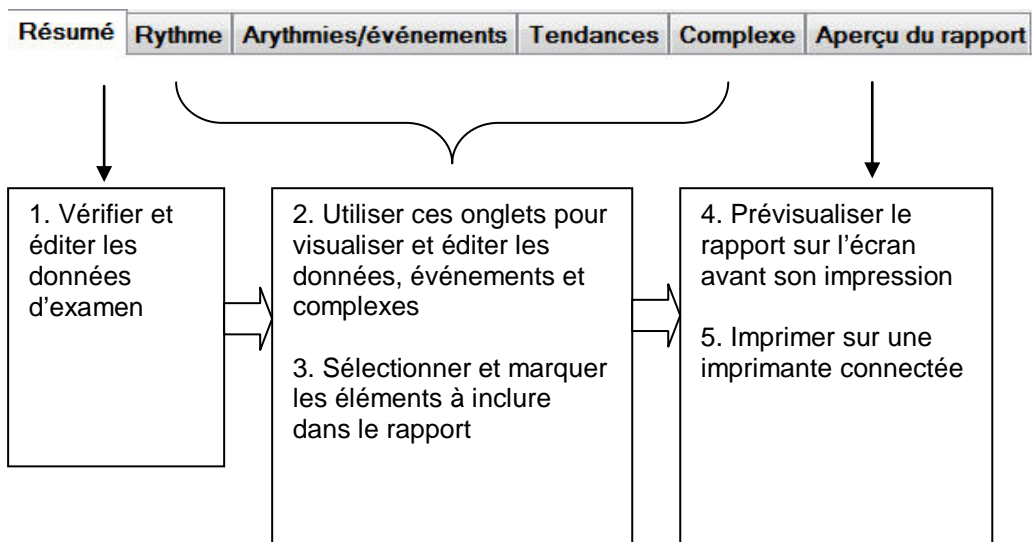 Résumé Rythme Arythmies/événements Tendances Complexe Aperçu du rapport
1. Vérifier et
éditer les
données
d'examen
2. Utiliser ces onglets pour
visualiser et éditer les
données, événements et
complexes
3. Sélectionner et marquer
les éléments à inclure
dans le rapport
4. Prévisualiser le
rapport sur l’écran
avant son impression
5. Imprimer sur une
imprimante connectée